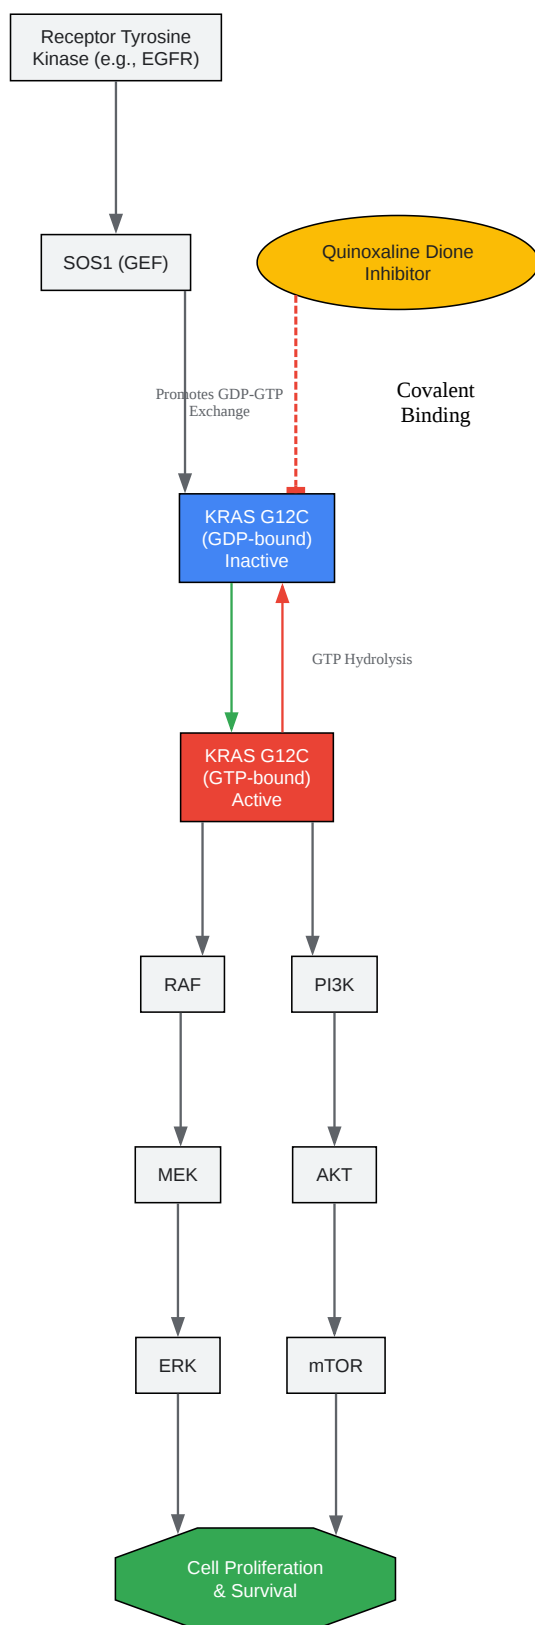 Receptor Tyrosine
Kinase (e.g., EGFR)
SOS1 (GEF)
Quinoxaline Dione
Inhibitor
Promotes GDP-GTP
Exchange
Covalent
Binding
KRAS G12C
(GDP-bound)
Inactive
GTP Hydrolysis
KRAS G12C
(GTP-bound)
Active
RAF
PI3K
MEK
AKT
ERK
mTOR
Cell Proliferation
& Survival